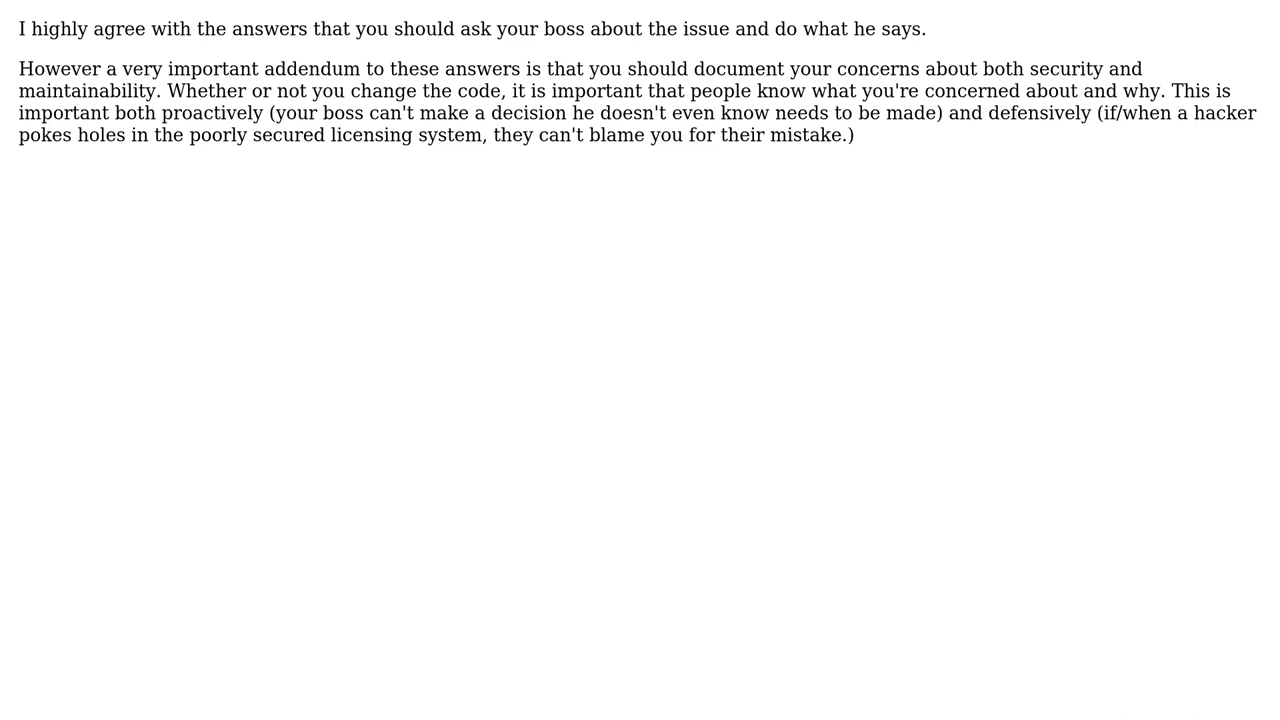 I highly agree with the answers that you should ask your boss about the issue and do what he says.
However a very important addendum to these answers is that you should document your concerns about both security and
maintainability. Whether or not you change the code, it is important that people know what you're concerned about and why. This is
important both proactively (your boss can't make a decision he doesn't even know needs to be made) and defensively (if/when a hacker
pokes holes in the poorly secured licensing system, they can't blame you for their mistake.)